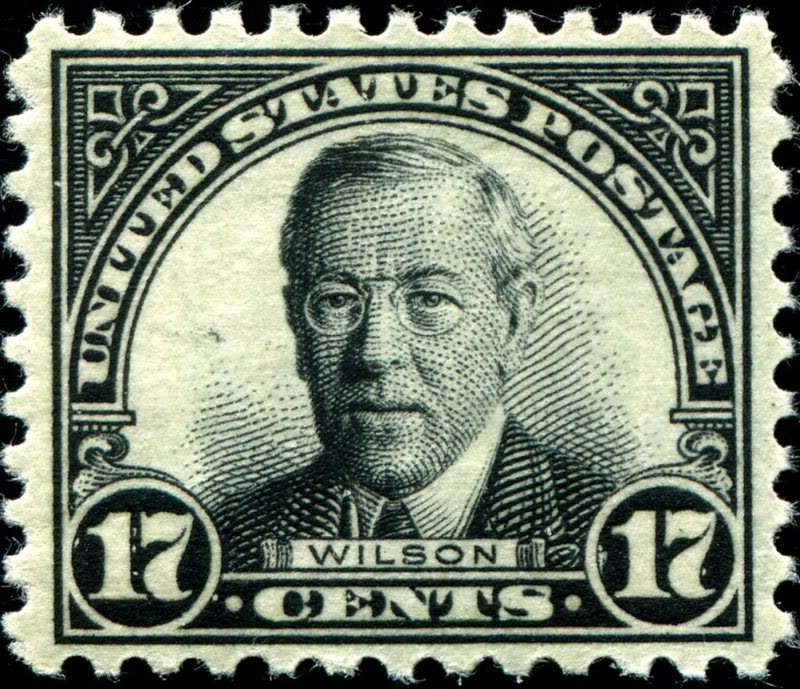 UNITED STATES POSTAGE
WILSON
17 CENTS 17